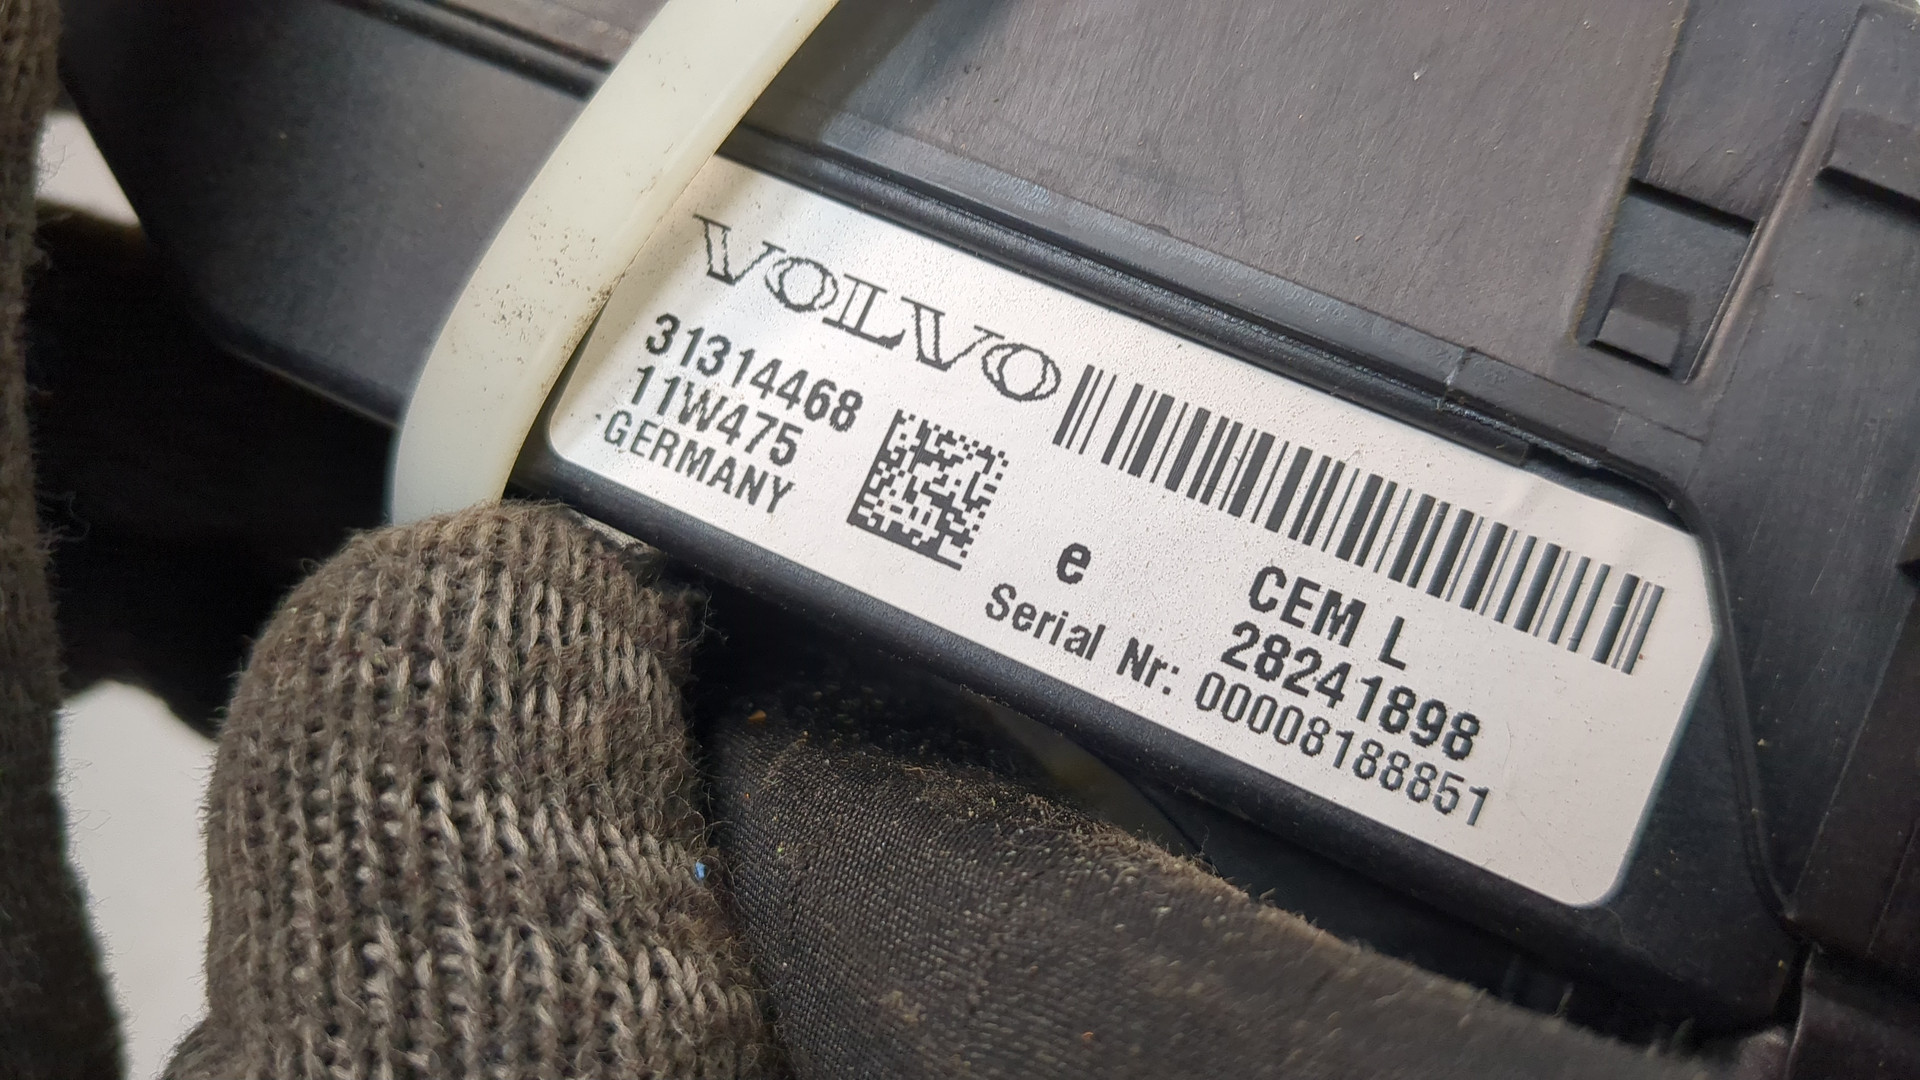 VOLVO
31314468
11W475
GERMANY
e
CEM L
28241898
Serial Nr: 00008188851